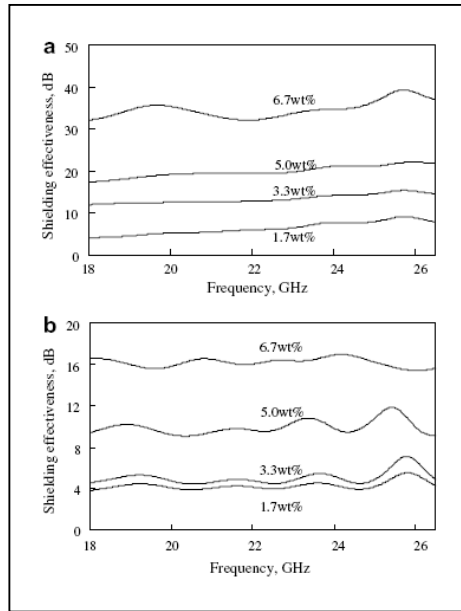 a
50
40
30
20
10
0
Shielding effectiveness, dB
6.7wt%
5.0wt%
3.3wt%
1.7wt%
18 20 22 24 26
Frequency, GHz
b
20
16
12
8
4
0
Shielding effectiveness, dB
6.7wt%
5.0wt%
3.3wt%
1.7wt%
18 20 22 24 26
Frequency, GHz